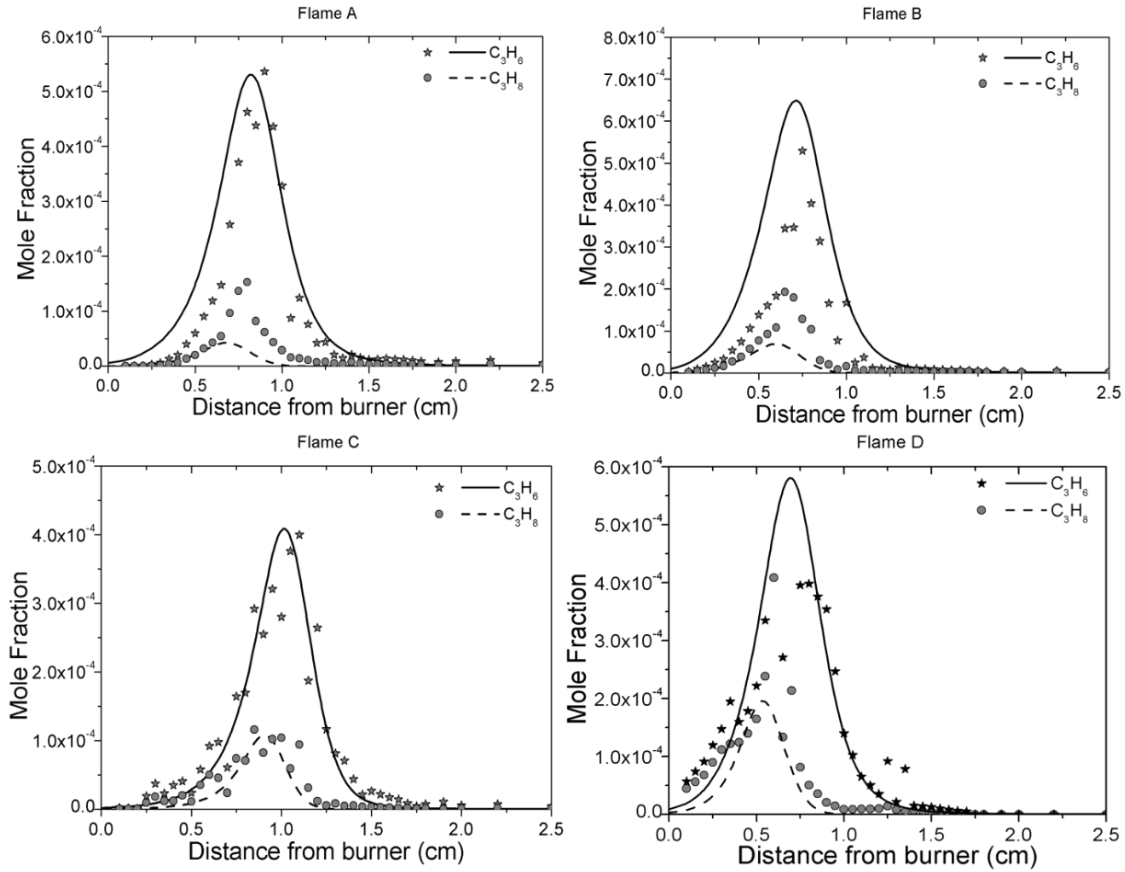 Flame A
6.0x10⁻⁴
5.0x10⁻⁴
4.0x10⁻⁴
3.0x10⁻⁴
2.0x10⁻⁴
1.0x10⁻⁴
0.0
Mole Fraction
C₃H₆
C₃H₈
0.0 0.5 1.0 1.5 2.0 2.5
Distance from burner (cm)
Flame B
8.0x10⁻⁴
7.0x10⁻⁴
6.0x10⁻⁴
5.0x10⁻⁴
4.0x10⁻⁴
3.0x10⁻⁴
2.0x10⁻⁴
1.0x10⁻⁴
0.0
Mole Fraction
C₃H₆
C₃H₈
0.0 0.5 1.0 1.5 2.0 2.5
Distance from burner (cm)
Flame C
5.0x10⁻⁴
4.0x10⁻⁴
3.0x10⁻⁴
2.0x10⁻⁴
1.0x10⁻⁴
0.0
Mole Fraction
C₃H₆
C₃H₈
0.0 0.5 1.0 1.5 2.0 2.5
Distance from burner (cm)
Flame D
6.0x10⁻⁴
5.0x10⁻⁴
4.0x10⁻⁴
3.0x10⁻⁴
2.0x10⁻⁴
1.0x10⁻⁴
0.0
Mole Fraction
C₃H₆
C₃H₈
0.0 0.5 1.0 1.5 2.0 2.5
Distance from burner (cm)